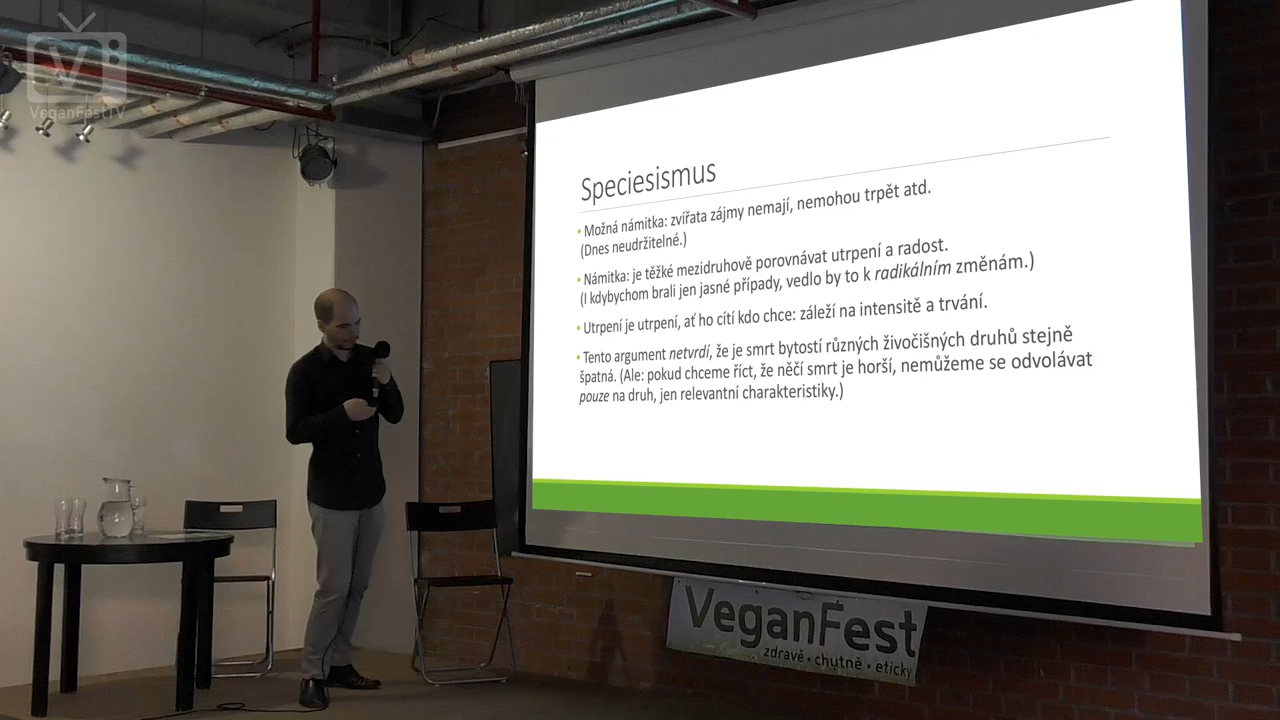 V
VeganFestTV
Speciesismus
• Možná námitka: zvířata zájmy nemají, nemohou trpět atd.
(Dnes neudržitelné.)
• Námitka: je těžké mezidruhově porovnávat utrpení a radost.
(I kdybychom brali jen jasné případy, vedlo by to k radikálním změnám.)
• Utrpení je utrpení, ať ho cítí kdo chce: záleží na intensitě a trvání.
• Tento argument netvrdí, že je smrt bytostí různých živočišných druhů stejně
špatná. (Ale: pokud chceme říct, že něčí smrt je horší, nemůžeme se odvolávat
pouze na druh, jen relevantní charakteristiky.)
VeganFest
zdravě • chutně • eticky